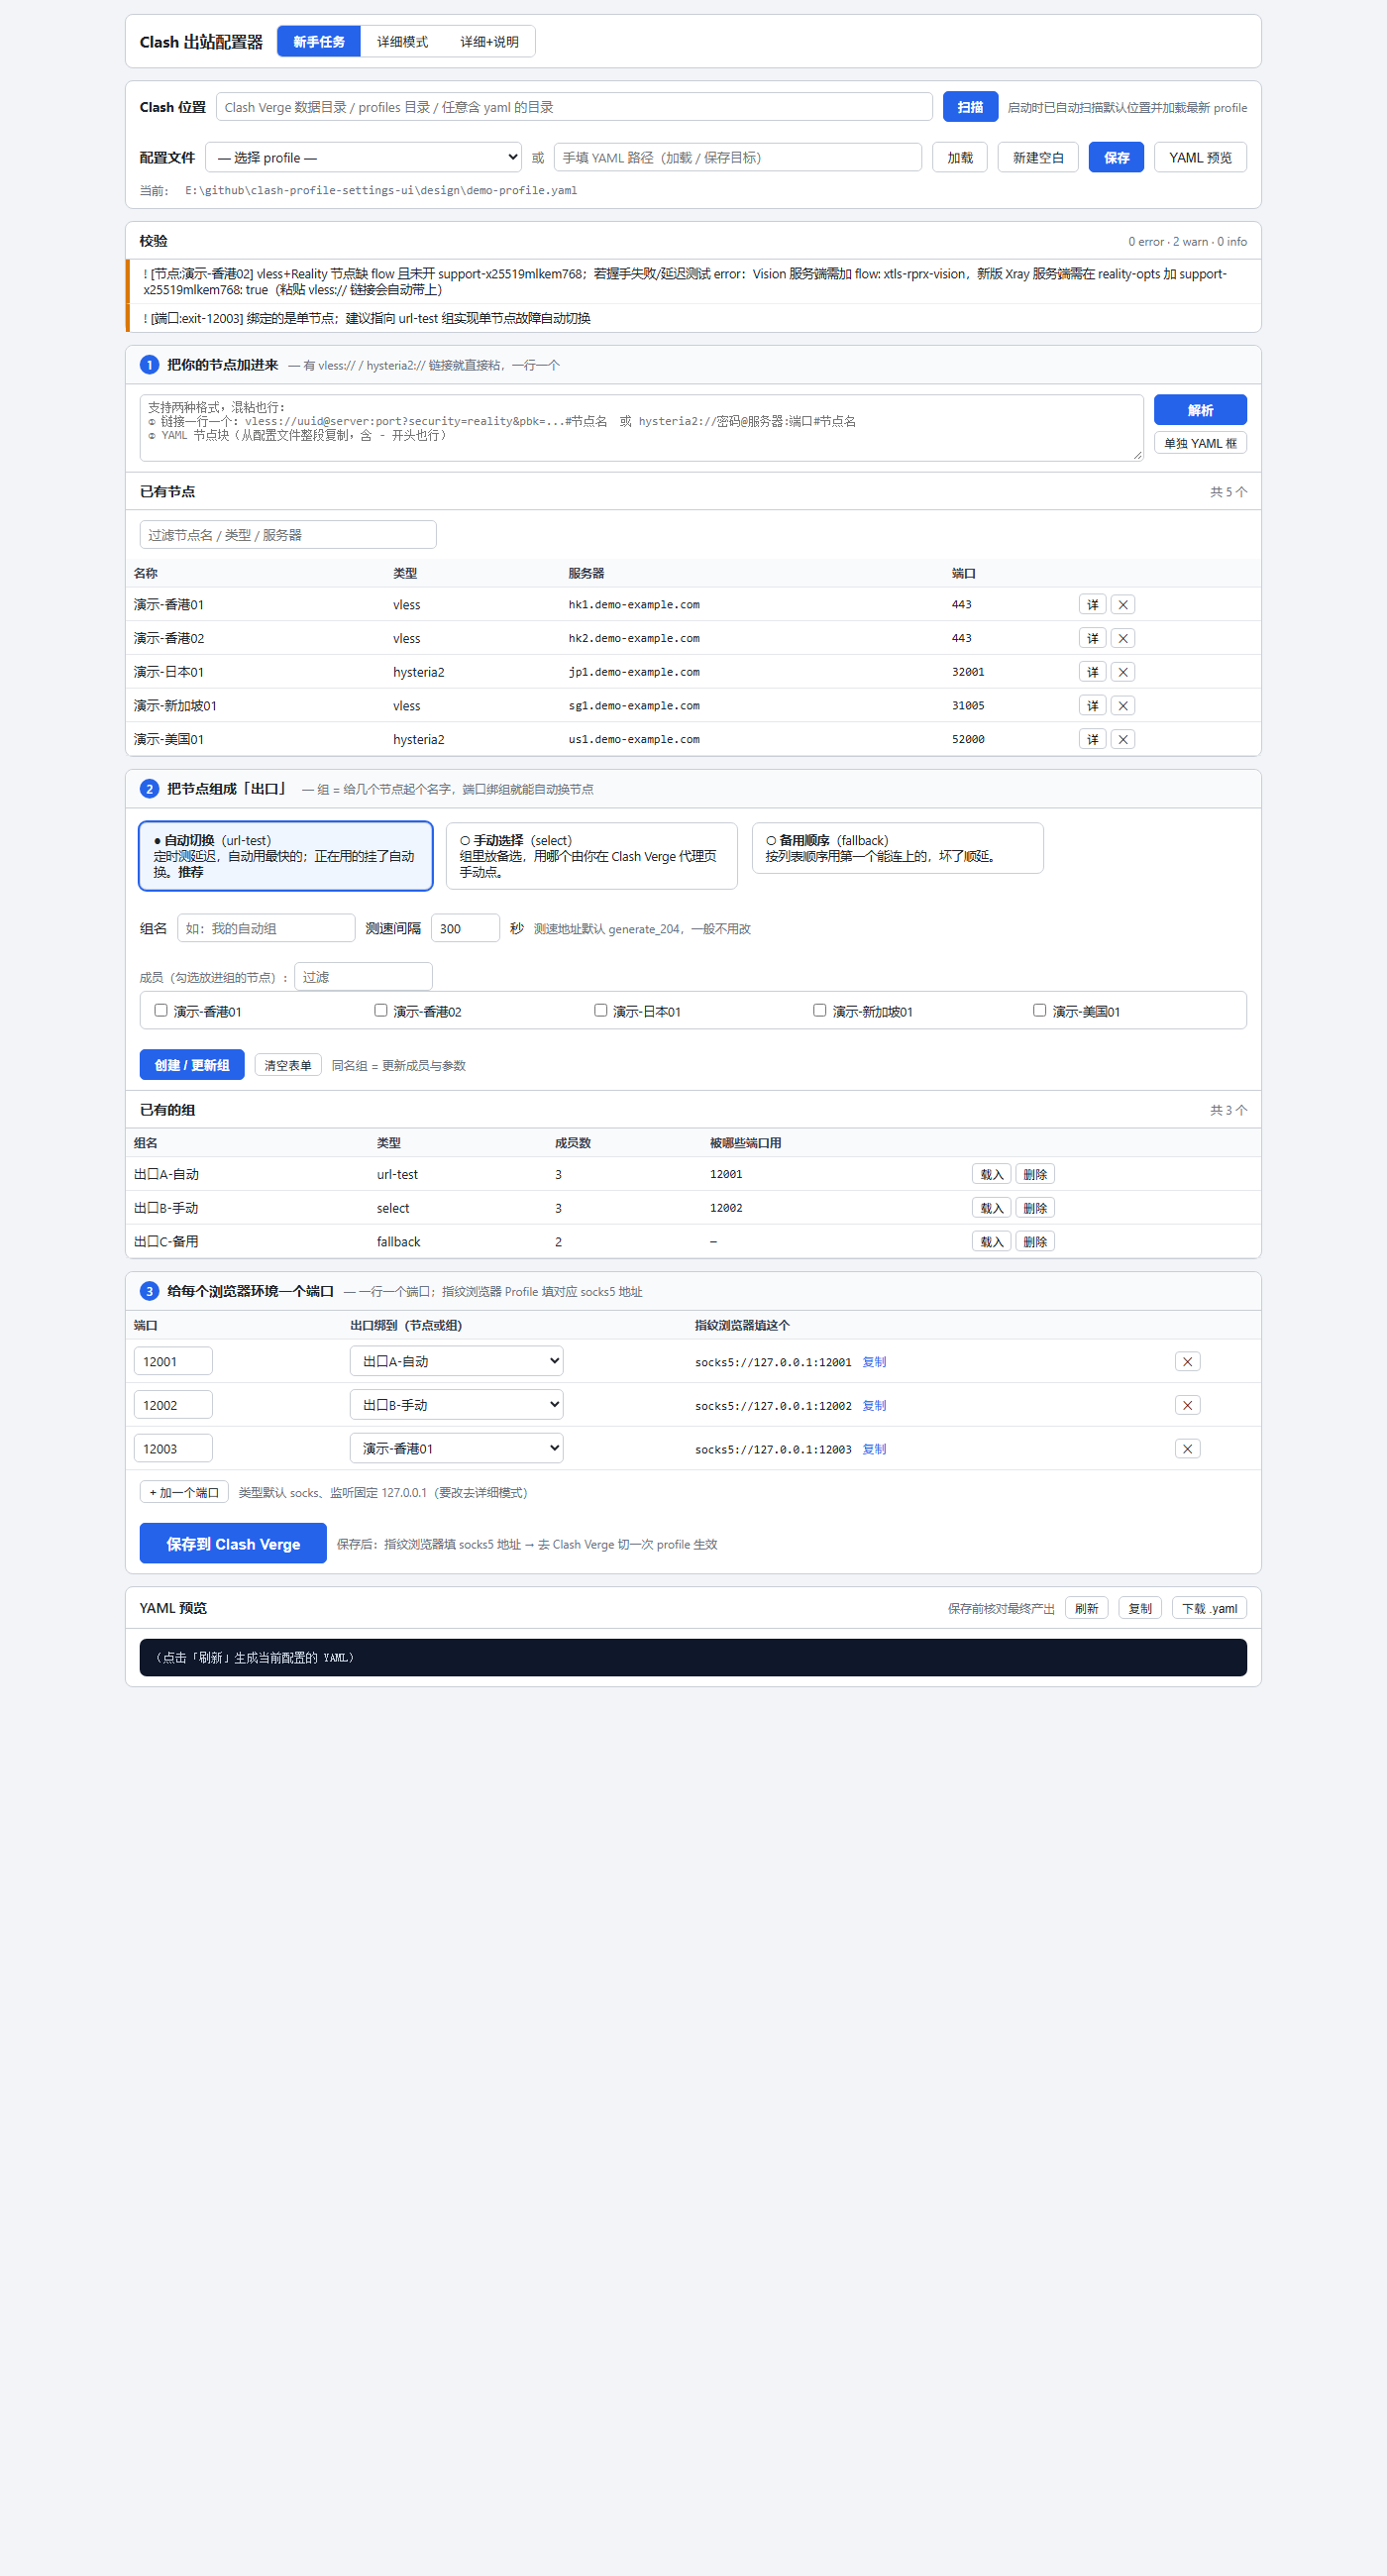 Clash 出站配置器 新手任务 详细模式 详细+说明
Clash 位置 Clash Verge 数据目录 / profiles 目录 / 任意含 yaml 的目录 扫描 启动时已自动扫描默认位置并加载最新 profile
配置文件 — 选择 profile — 或 手填 YAML 路径（加载 / 保存目标） 加载 新建空白 保存 YAML 预览
当前： E:\github\clash-profile-settings-ui\design\demo-profile.yaml
校验 0 error · 2 warn · 0 info
! [节点:演示-香港02] vless+Reality 节点缺 flow 且未开 support-x25519mlkem768；若握手失败/延迟测试 error：Vision 服务端需加 flow: xtls-rprx-vision，新版 Xray 服务端需在 reality-opts 加 support-
x25519mlkem768: true（粘贴 vless:// 链接会自动带上）
! [端口:exit-12003] 绑定的是单节点；建议指向 url-test 组实现单节点故障自动切换
1 把你的节点加进来 — 有 vless:// / hysteria2:// 链接就直接粘，一行一个
支持两种格式，混粘也行：
① 链接一行一个：vless://uuid@server:port?security=reality&pbk=...#节点名 或 hysteria2://密码@服务器:端口#节点名
② YAML 节点块（从配置文件整段复制，含 - 开头也行）
解析
单独 YAML 框
已有节点 共 5 个
过滤节点名 / 类型 / 服务器
名称 类型 服务器 端口
演示-香港01 vless hk1.demo-example.com 443 详 ×
演示-香港02 vless hk2.demo-example.com 443 详 ×
演示-日本01 hysteria2 jp1.demo-example.com 32001 详 ×
演示-新加坡01 vless sg1.demo-example.com 31005 详 ×
演示-美国01 hysteria2 us1.demo-example.com 52000 详 ×
2 把节点组成「出口」 — 组 = 给几个节点起个名字，端口绑组就能自动换节点
● 自动切换（url-test）
定时测延迟，自动用最快的；正在用的挂了自动
换。推荐
○ 手动选择（select）
组里放备选，用哪个由你在 Clash Verge 代理页
手动点。
○ 备用顺序（fallback）
按列表顺序用第一个能连上的，坏了顺延。
组名 如：我的自动组 测速间隔 300 秒 测速地址默认 generate_204，一般不用改
成员（勾选放进组的节点）： 过滤
演示-香港01 演示-香港02 演示-日本01 演示-新加坡01 演示-美国01
创建 / 更新组 清空表单 同名组 = 更新成员与参数
已有的组 共 3 个
组名 类型 成员数 被哪些端口用
出口A-自动 url-test 3 12001 载入 删除
出口B-手动 select 3 12002 载入 删除
出口C-备用 fallback 2 — 载入 删除
3 给每个浏览器环境一个端口 — 一行一个端口；指纹浏览器 Profile 填对应 socks5 地址
端口 出口绑到（节点或组） 指纹浏览器填这个
12001 出口A-自动 socks5://127.0.0.1:12001 复制 ×
12002 出口B-手动 socks5://127.0.0.1:12002 复制 ×
12003 演示-香港01 socks5://127.0.0.1:12003 复制 ×
+ 加一个端口 类型默认 socks、监听固定 127.0.0.1（要改去详细模式）
保存到 Clash Verge 保存后：指纹浏览器填 socks5 地址 → 去 Clash Verge 切一次 profile 生效
YAML 预览 保存前核对最终产出 刷新 复制 下载 .yaml
（点击「刷新」生成当前配置的 YAML）